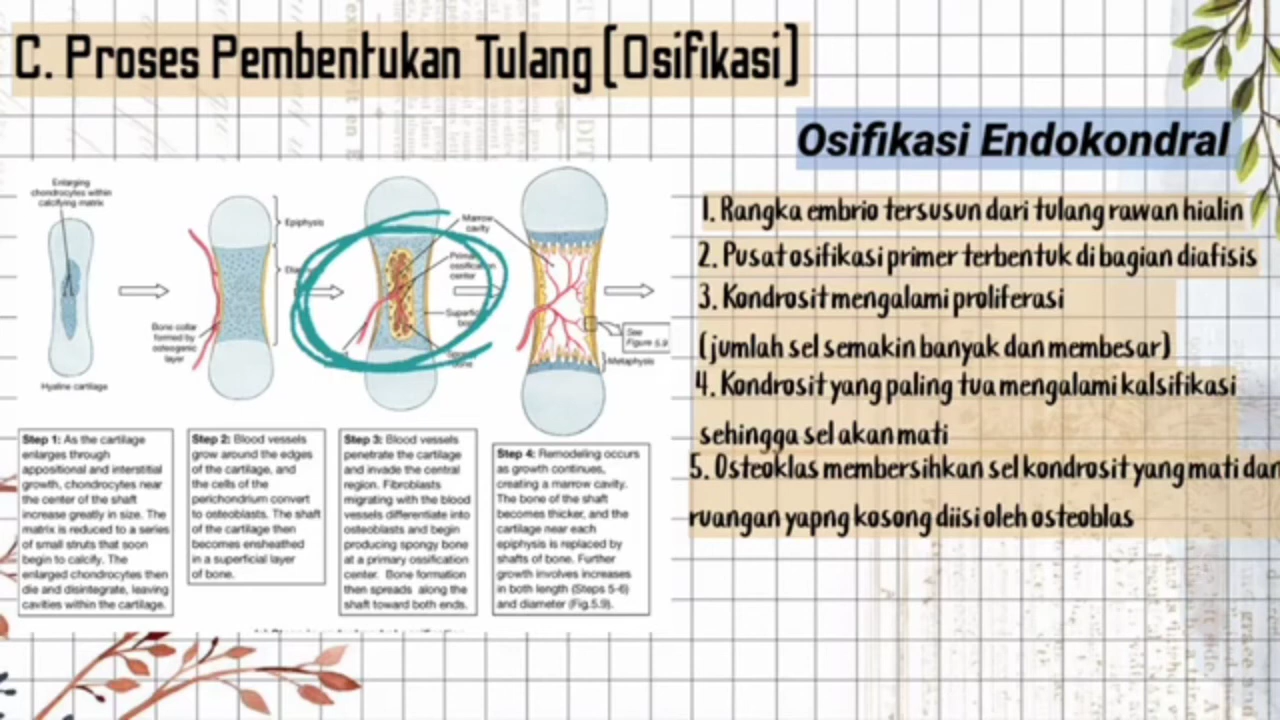 C. Proses Pembentukan Tulang (Osifikasi)
Osifikasi Endokondral
Enlarging
chondrocytes within
calcifying matrix
Hyaline cartilage
Epiphysis
Bone collar
formed by
osteogenic
layer
Marrow
cavity
ossification
center
bone
See
Figure 5.9
Metaphysis
Step 1: As the cartilage
enlarges through
appositional and interstitial
growth, chondrocytes near
the center of the shaft
increase greatly in size. The
matrix is reduced to a series
of small struts that soon
begin to calcify. The
enlarged chondrocytes then
die and disintegrate, leaving
cavities within the cartilage.
Step 2: Blood vessels
grow around the edges
of the cartilage, and
the cells of the
perichondrium convert
to osteoblasts. The shaft
of the cartilage then
becomes ensheathed
in a superficial layer
of bone.
Step 3: Blood vessels
penetrate the cartilage
and invade the central
region. Fibroblasts
migrating with the blood
vessels differentiate into
osteoblasts and begin
producing spongy bone
at a primary ossification
center. Bone formation
then spreads along the
shaft toward both ends.
Step 4: Remodeling occurs
as growth continues,
creating a marrow cavity.
The bone of the shaft
becomes thicker, and the
cartilage near each
epiphysis is replaced by
shafts of bone. Further
growth involves increases
in both length (Steps 5-6)
and diameter (Fig.5.9).
1. Rangka embrio tersusun dari tulang rawan hialin
2. Pusat osifikasi primer terbentuk di bagian diafisis
3. Kondrosit mengalami proliferasi
(jumlah sel semakin banyak dan membesar)
4. Kondrosit yang paling tua mengalami kalsifikasi
sehingga sel akan mati
5. Osteoklas membersihkan sel kondrosit yang mati dan
ruangan yapng kosong diisi oleh osteoblas